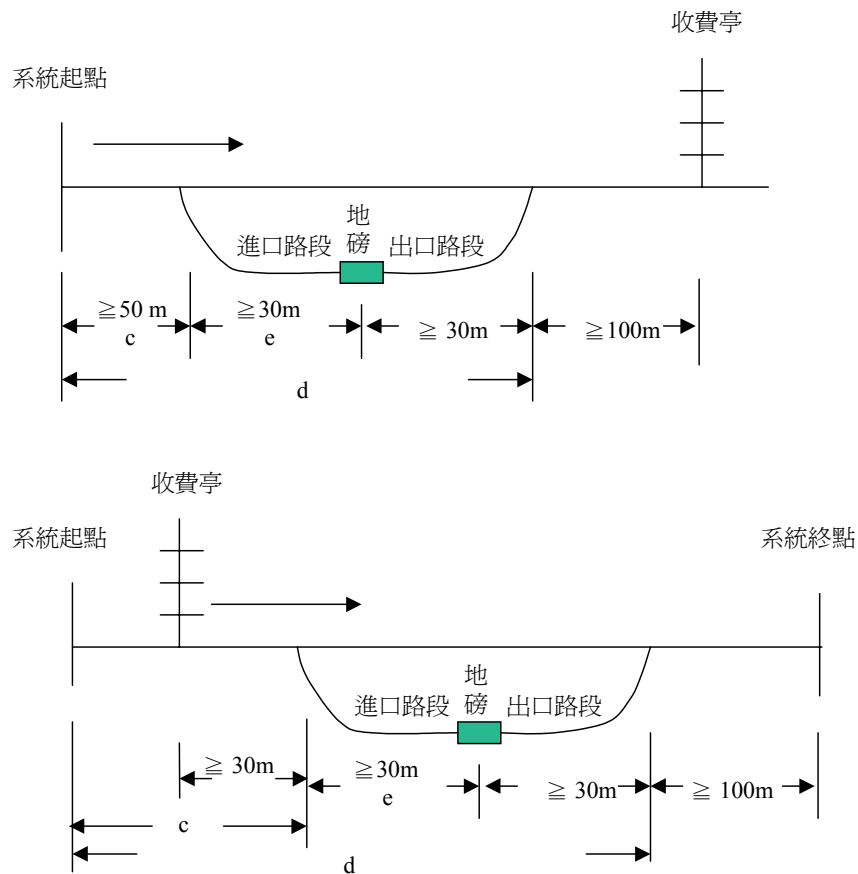 收費亭
系統起點
地
磅
進口路段
出口路段
≧50 m
c
≧30m
e
≧ 30m
≧100m
d
收費亭
系統起點
系統終點
地
磅
進口路段
出口路段
≧ 30m
≧30m
e
≧ 30m
≧ 100m
c
d